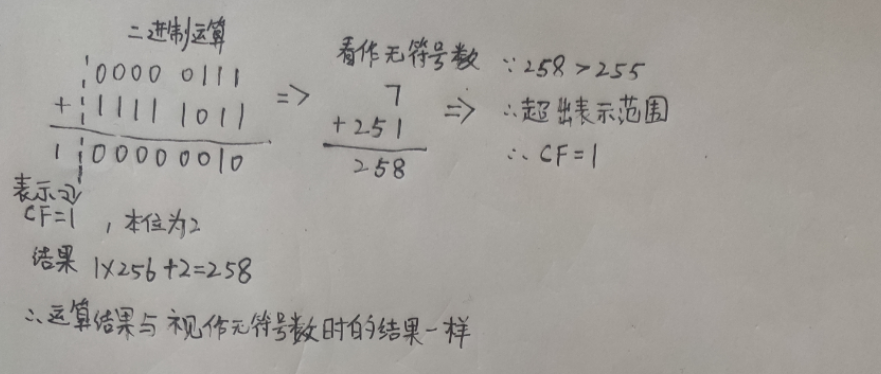 二进制运算
0000 0111
+ 1111 1011
1 00000010
表示
CF=1 , 本位为2
结果 1×256+2=258
∴运算结果与视作无符号数时的结果一样
看作无符号数
=> 7
+251
258
∵258>255
=> ∴超出表示范围
∴ CF=1